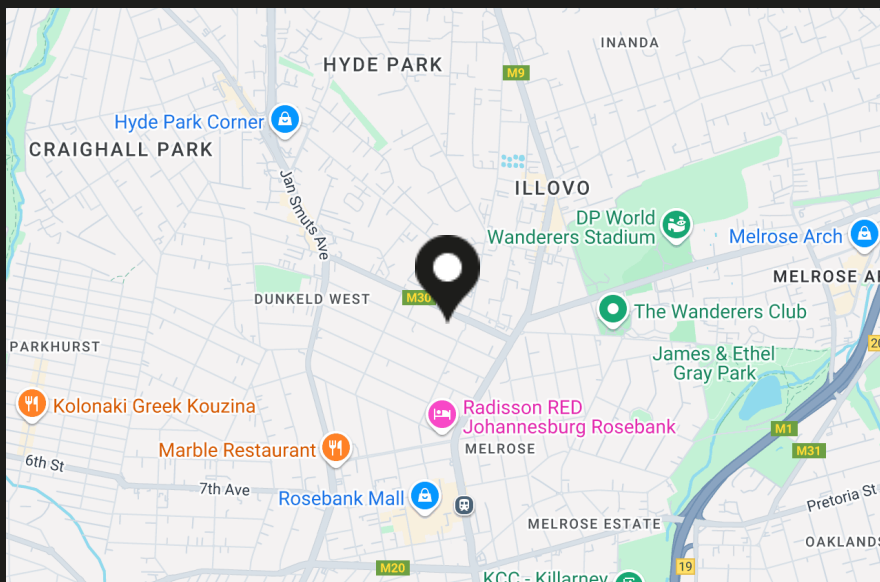 INANDA
HYDE PARK
M9
Hyde Park Corner
CRAIGHALL PARK
Jan Smuts Ave
ILLOVO
DP World
Wanderers Stadium
Melrose Arch
MELROSE A
DUNKELD WEST
M30
The Wanderers Club
PARKHURST
James & Ethel
Gray Park
Kolonaki Greek Kouzina
Radisson RED
Johannesburg Rosebank
M1
Marble Restaurant
MELROSE
M31
6th St
7th Ave
Rosebank Mall
Pretoria St
MELROSE ESTATE
OAKLANDS
M20
19
KCC - Killarney